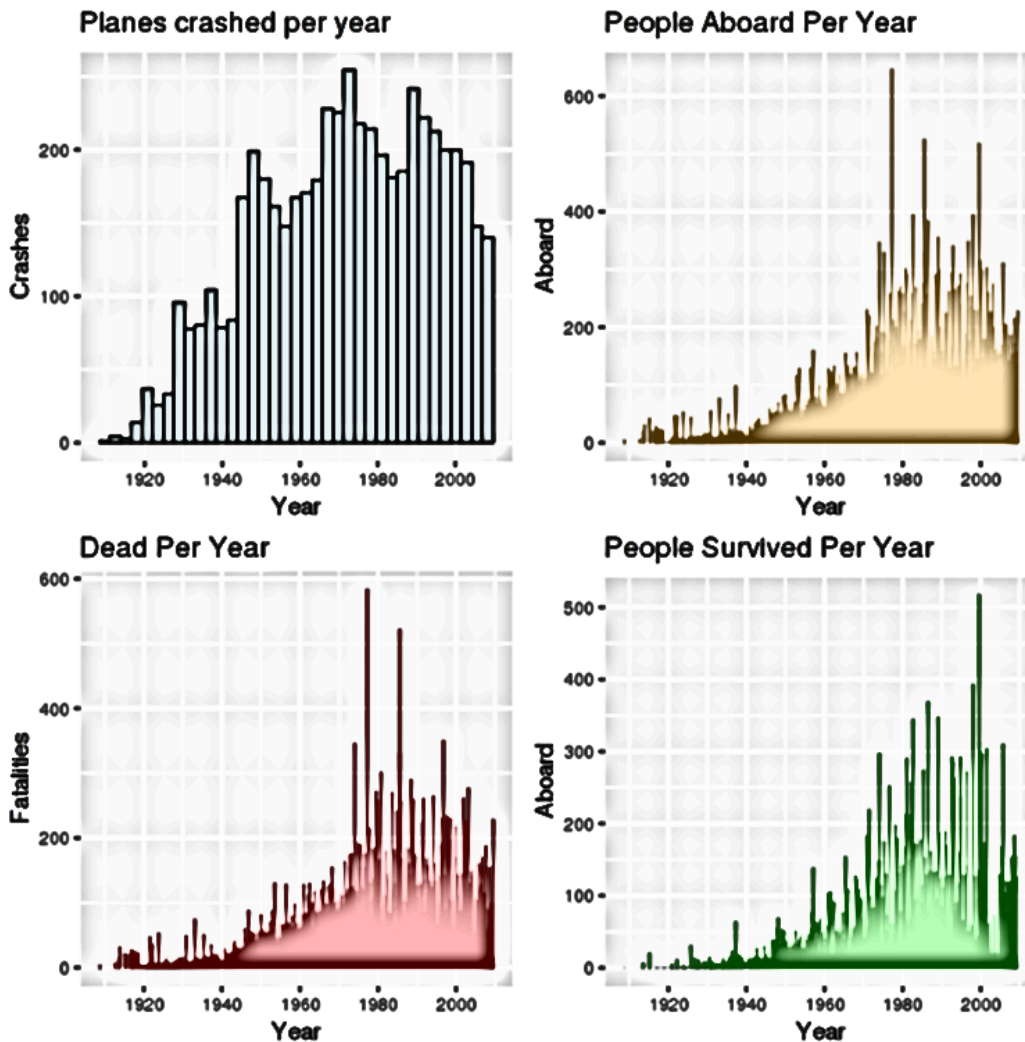 Planes crashed per year
Crashes
200
100
0
1920 1940 1960 1980 2000
Year
People Aboard Per Year
Aboard
600
400
200
0
1920 1940 1960 1980 2000
Year
Dead Per Year
Fatalities
600
400
200
0
1920 1940 1960 1980 2000
Year
People Survived Per Year
Aboard
500
400
300
200
100
0
1920 1940 1960 1980 2000
Year